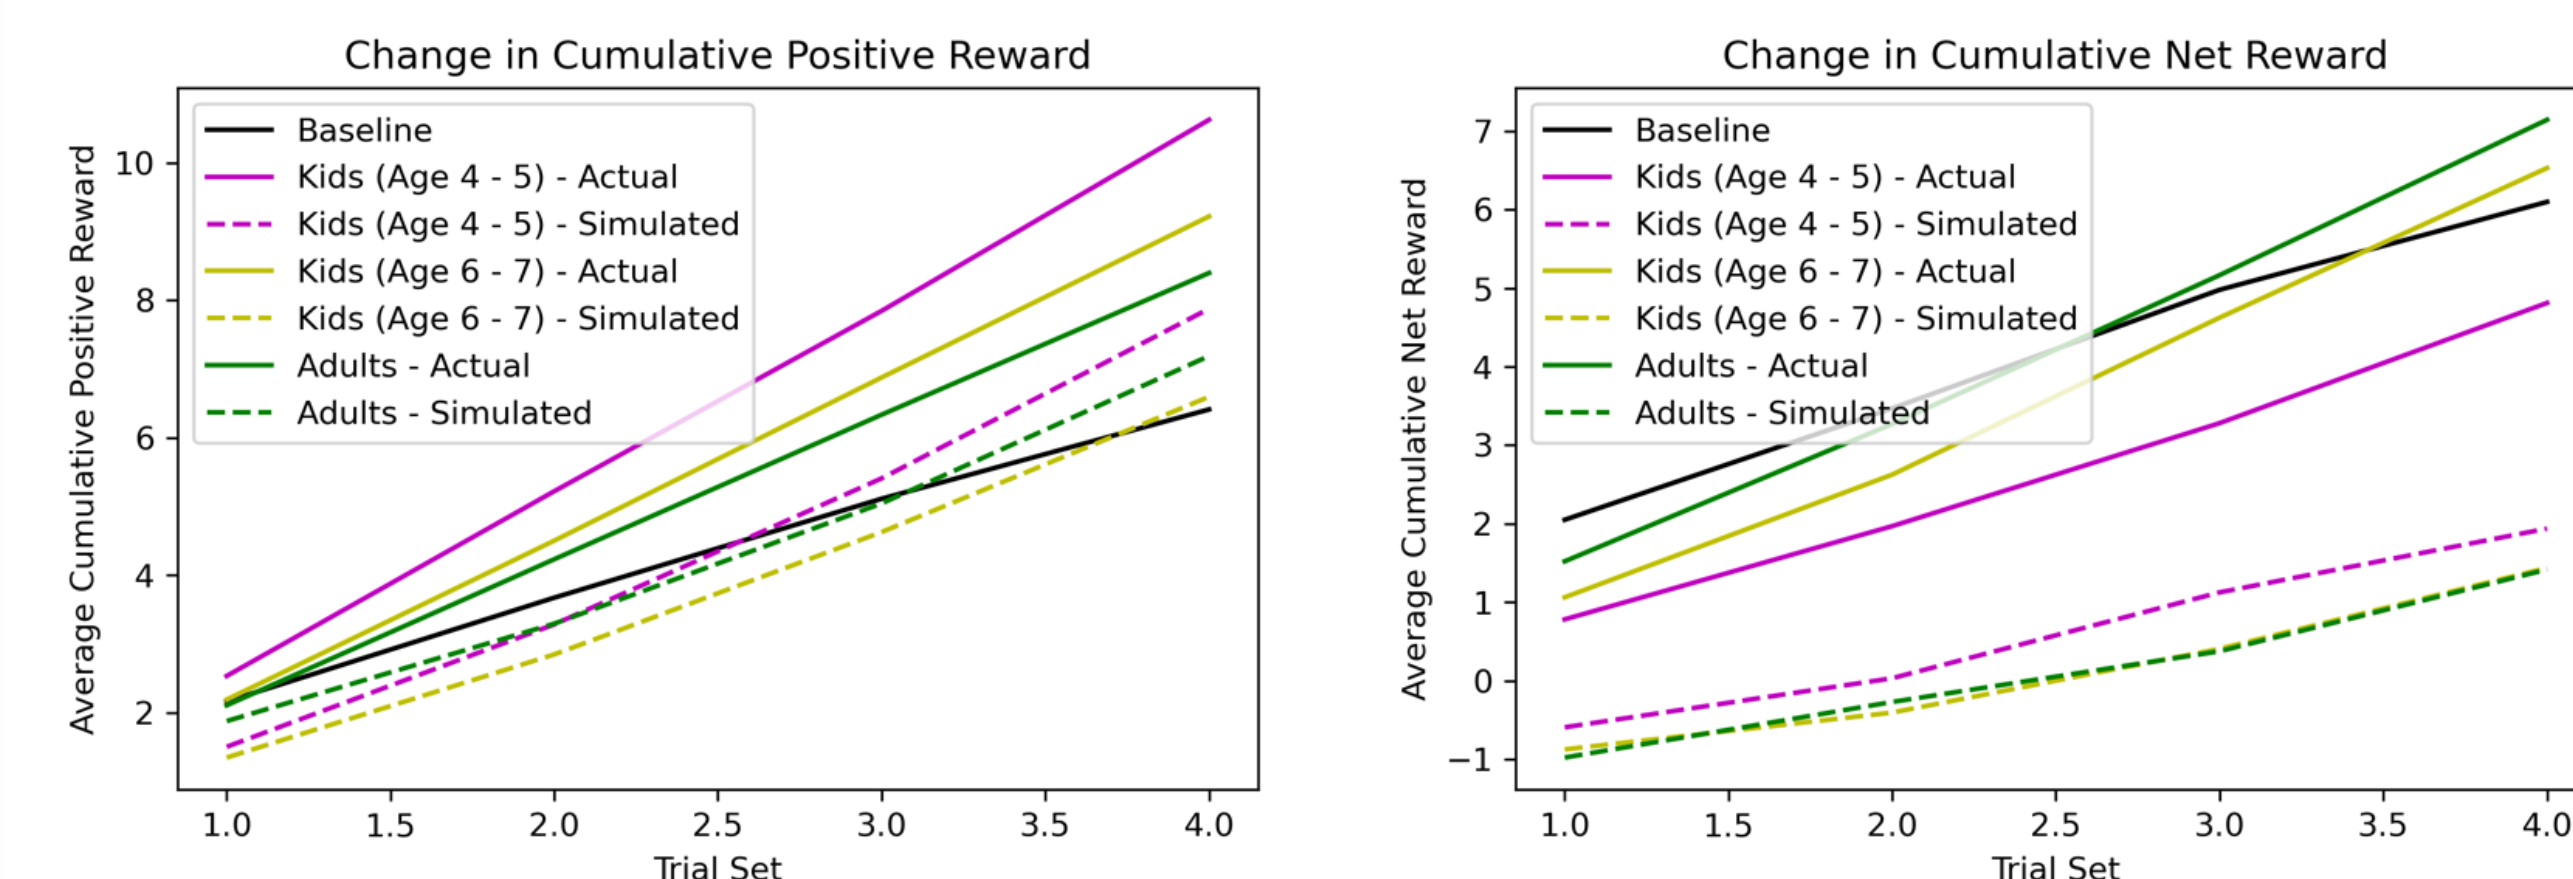 Change in Cumulative Positive Reward
Average Cumulative Positive Reward
10
8
6
4
2
Baseline
Kids (Age 4 - 5) - Actual
Kids (Age 4 - 5) - Simulated
Kids (Age 6 - 7) - Actual
Kids (Age 6 - 7) - Simulated
Adults - Actual
Adults - Simulated
1.0 1.5 2.0 2.5 3.0 3.5 4.0
Trial Set
Change in Cumulative Net Reward
Average Cumulative Net Reward
7
6
5
4
3
2
1
0
−1
Baseline
Kids (Age 4 - 5) - Actual
Kids (Age 4 - 5) - Simulated
Kids (Age 6 - 7) - Actual
Kids (Age 6 - 7) - Simulated
Adults - Actual
Adults - Simulated
1.0 1.5 2.0 2.5 3.0 3.5 4.0
Trial Set